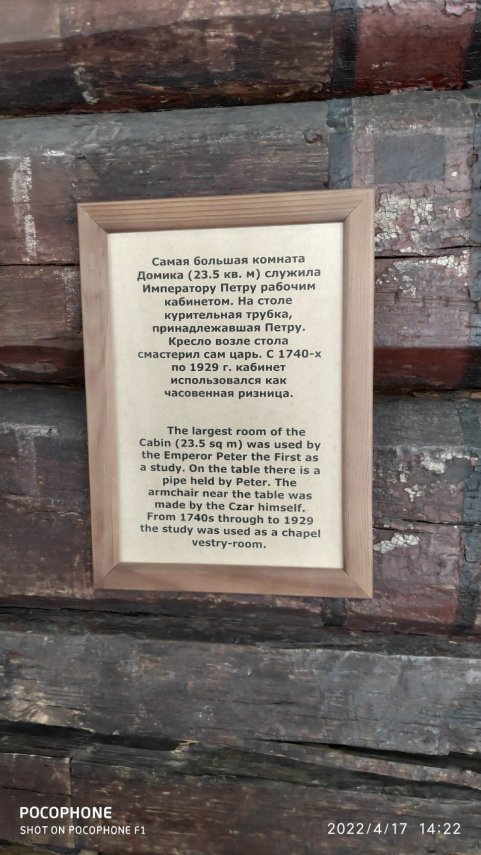 Самая большая комната
Домика (23.5 кв. м) служила
Императору Петру рабочим
кабинетом. На столе
курительная трубка,
принадлежавшая Петру.
Кресло возле стола
смастерил сам царь. С 1740-х
по 1929 г. кабинет
использовался как
часовенная ризница.
The largest room of the
Cabin (23.5 sq m) was used by
the Emperor Peter the First as
a study. On the table there is a
pipe held by Peter. The
armchair near the table was
made by the Czar himself.
From 1740s through to 1929
the study was used as a chapel
vestry-room.
POCOPHONE
SHOT ON POCOPHONE F1
2022/4/17 14:22